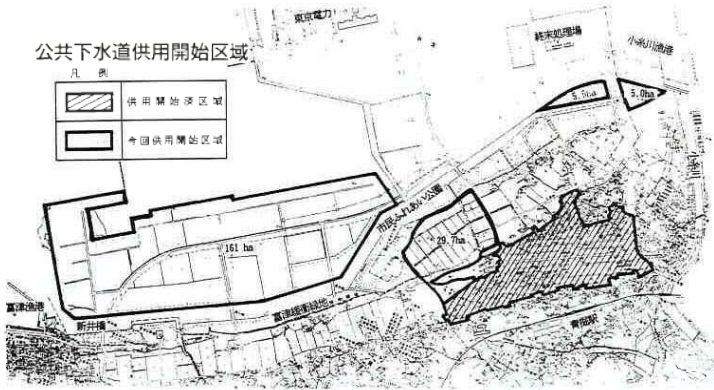 東京電力
終末処理場
小糸川漁港
公共下水道供用開始区域
凡 例
供用開始済区域
今回供用開始区域
5.0ha
小糸川
市民ふれあい公園
29.7ha
161 ha
富津漁港
新井橋
富津緩衝緑地
青堀駅